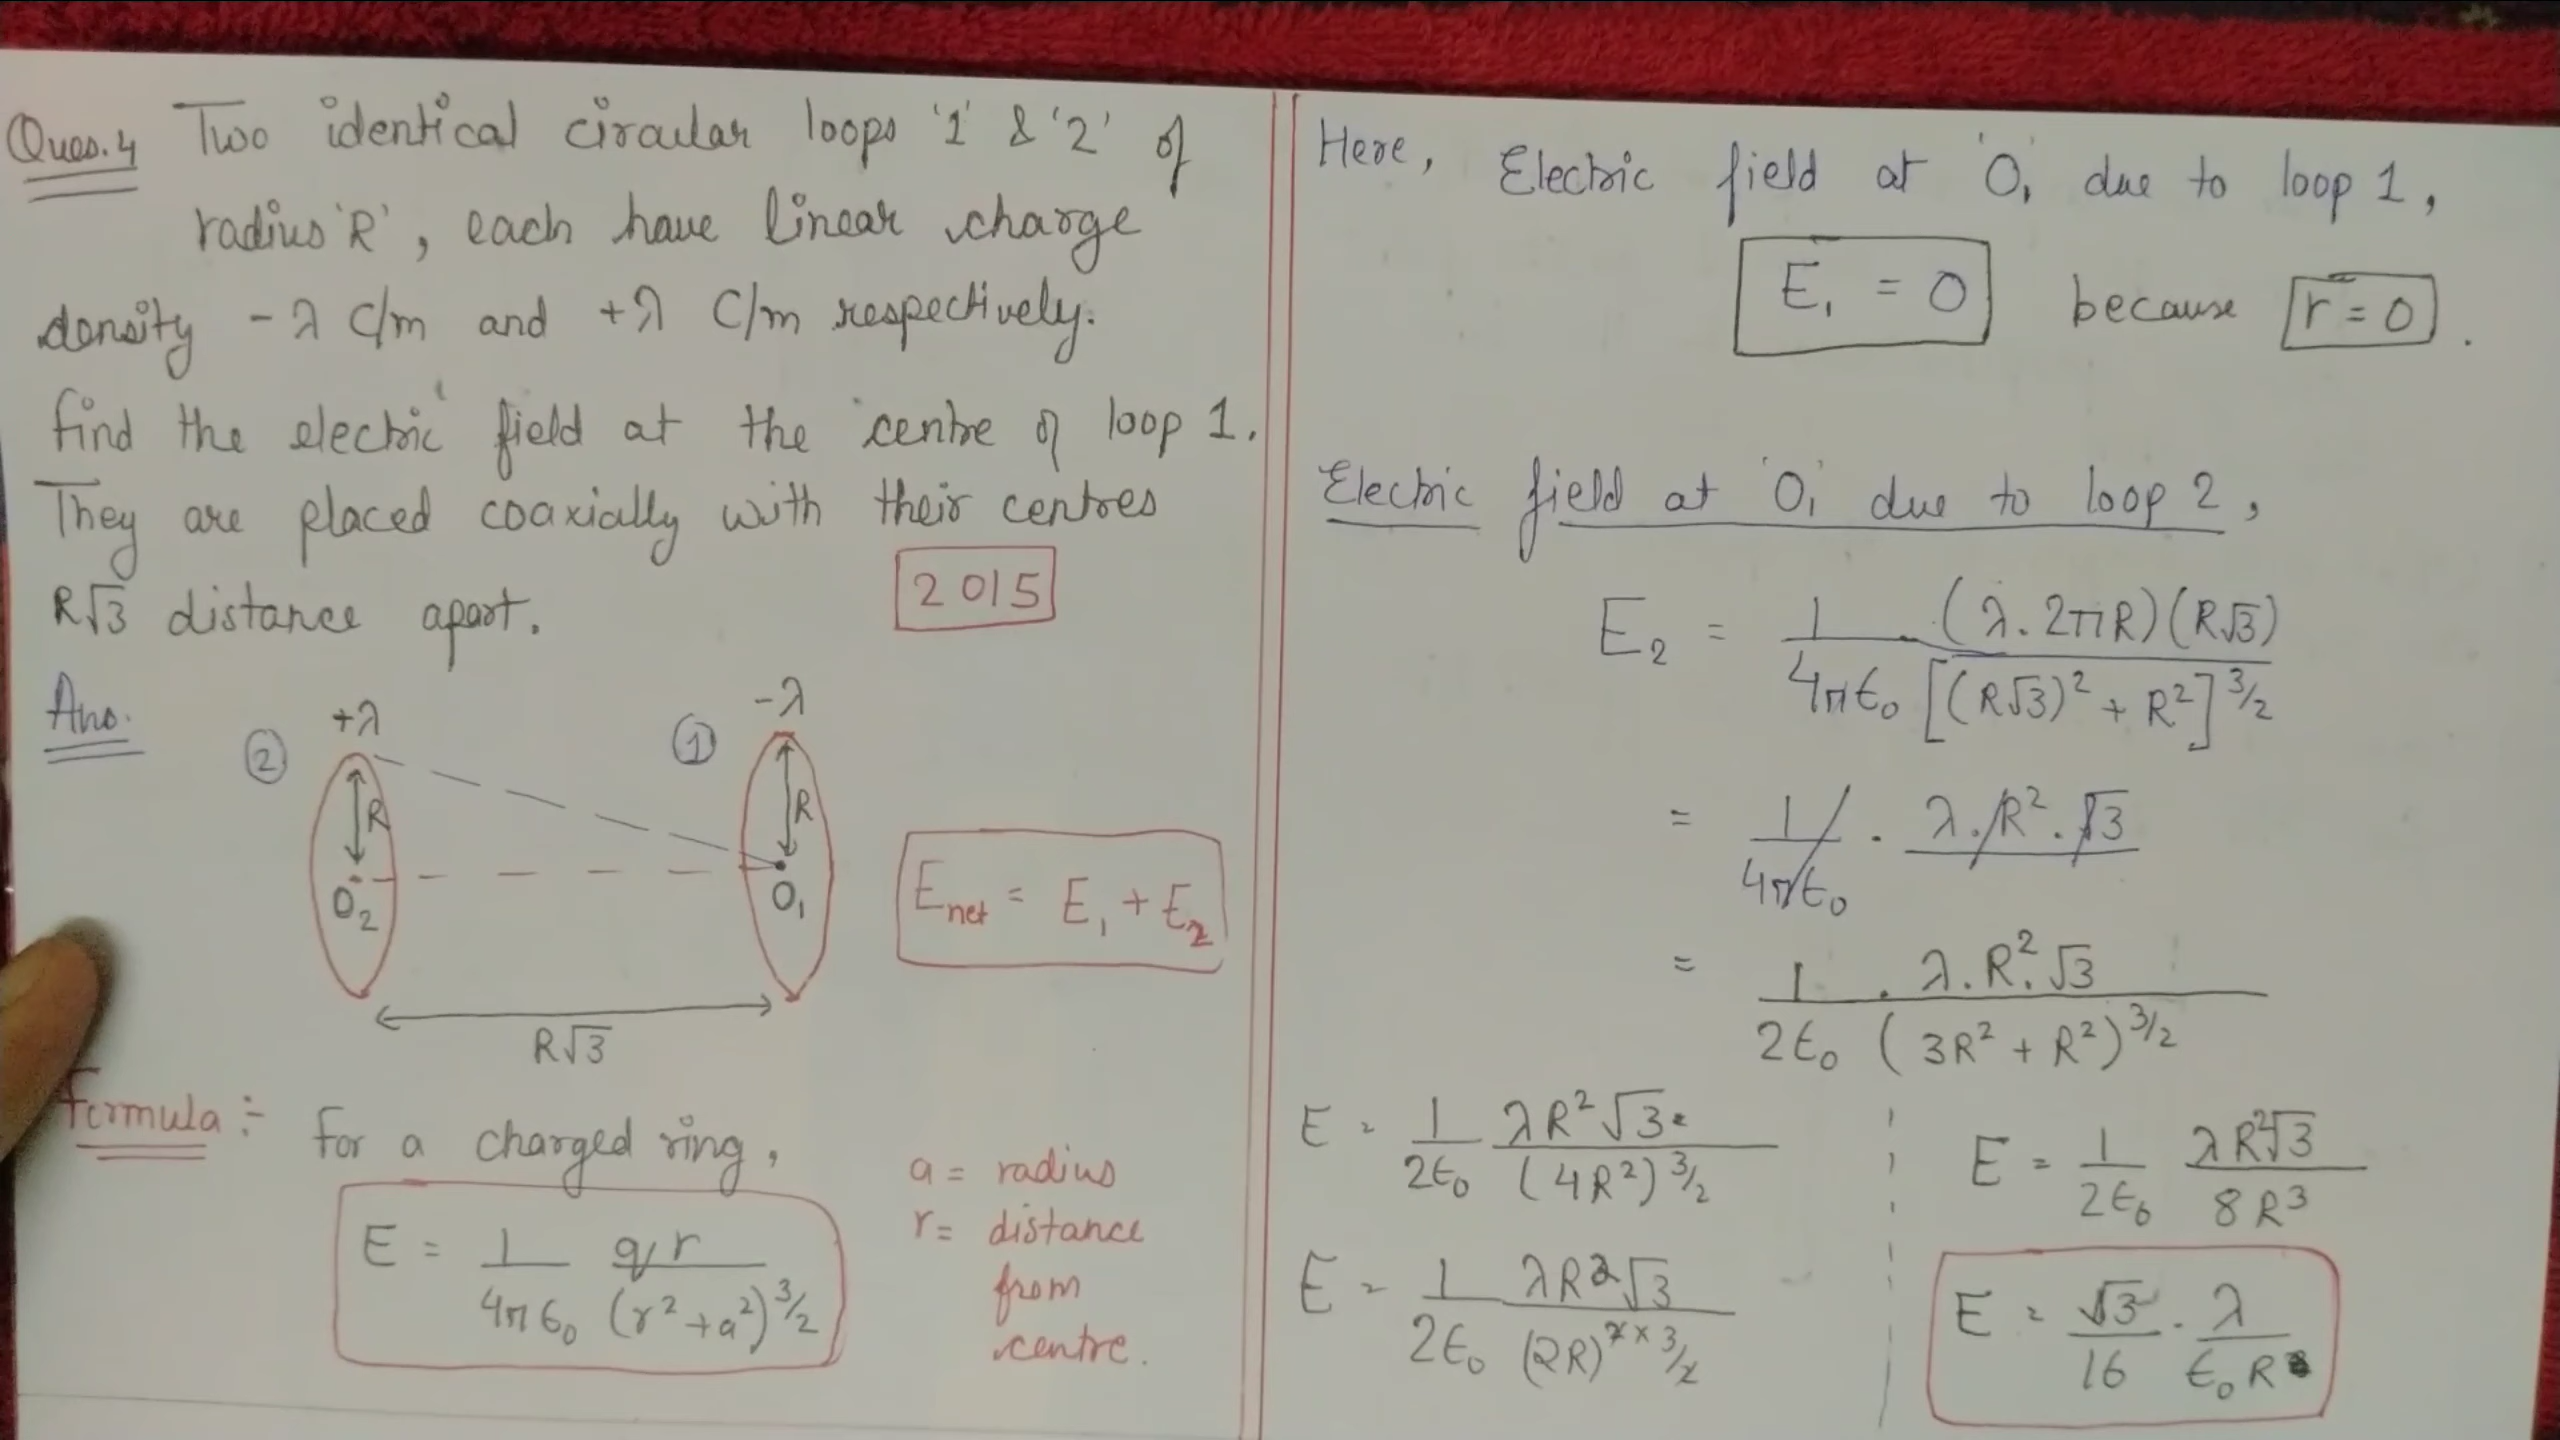 Ques.4 Two identical circular loops '1' & '2' of
radius 'R', each have linear charge
density -λ C/m and +λ C/m respectively.
Find the electric field at the centre of loop 1.
They are placed coaxially with their centres
R√3 distance apart.
2015
Ans.
+λ
-λ
②
①
R
R
O₂
O₁
R√3
E_net = E₁ + E₂
Formula :- For a charged ring,
E = 1/4πϵ₀ qr/(r² + a²)^3/2
a = radius
r = distance
from
centre.
Here, Electric field at 'O₁' due to loop 1,
E₁ = 0 because r = 0.
Electric field at 'O₁' due to loop 2,
E₂ = 1/4πϵ₀ (λ. 2πR)(R√3)/[(R√3)² + R²]^3/2
= 1/4πϵ₀ . λ.R².√3
= 1/2ϵ₀ . λ.R².√3/(3R² + R²)^3/2
E = 1/2ϵ₀ λR²√3/(4R²)^3/2
E = 1/2ϵ₀ λR²√3/(2R)^2×3/2
E = 1/2ϵ₀ λR²√3/8R³
E = √3/16 . λ/ϵ₀R